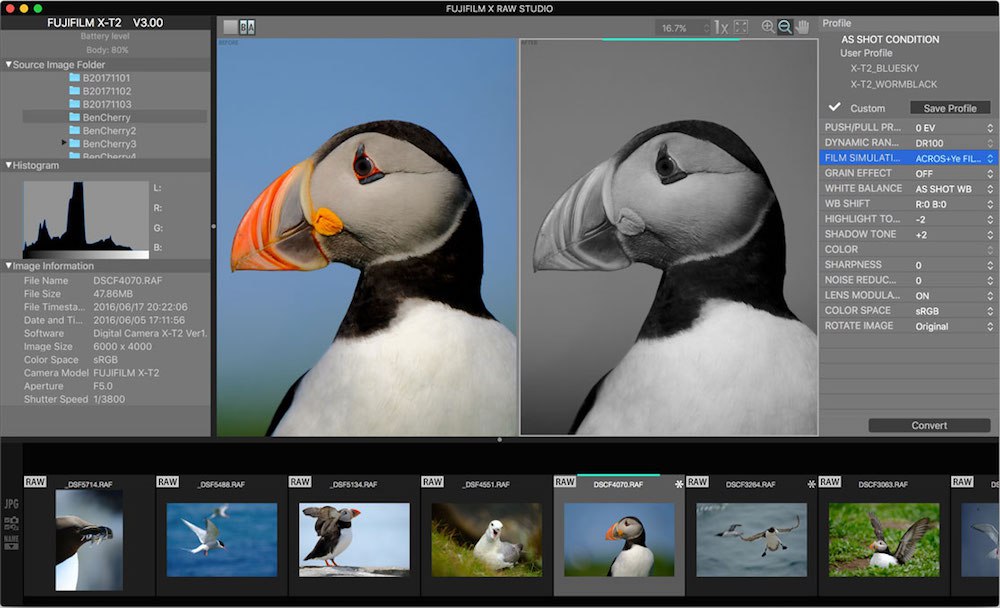 FUJIFILM X RAW STUDIO
FUJIFILM X-T2 V3.00
Battery level
Body: 80%
Source Image Folder
B20171101
B20171102
B20171103
BenCherry
BenCherry2
BenCherry3
BenCherry4
Histogram
L:
R:
G:
B:
Image Information
File Name DSCF4070.RAF
File Size 47.86MB
File Timesta... 2016/06/17 20:22:06
Date and Ti... 2016/06/05 17:11:56
Software Digital Camera X-T2 Ver1.
Image Size 6000 x 4000
Color Space sRGB
Camera Model FUJIFILM X-T2
Aperture F5.0
Shutter Speed 1/3800
B A
16.7% 1x
BEFORE
AFTER
Profile
AS SHOT CONDITION
User Profile
X-T2_BLUESKY
X-T2_WORMBLACK
Custom Save Profile
PUSH/PULL PR... 0 EV
DYNAMIC RAN... DR100
FILM SIMULATI... ACROS+Ye FIL...
GRAIN EFFECT OFF
WHITE BALANCE AS SHOT WB
WB SHIFT R:0 B:0
HIGHLIGHT TO... -2
SHADOW TONE +2
COLOR
SHARPNESS 0
NOISE REDUC... 0
LENS MODULA... ON
COLOR SPACE sRGB
ROTATE IMAGE Original
Convert
JPG
NAME
RAW _DSF5714.RAF
RAW _DSF5488.RAF
RAW _DSF5134.RAF
RAW _DSF4551.RAF
RAW DSCF4070.RAF *
RAW DSCF3264.RAF *
RAW DSCF3063.RAF
RAW